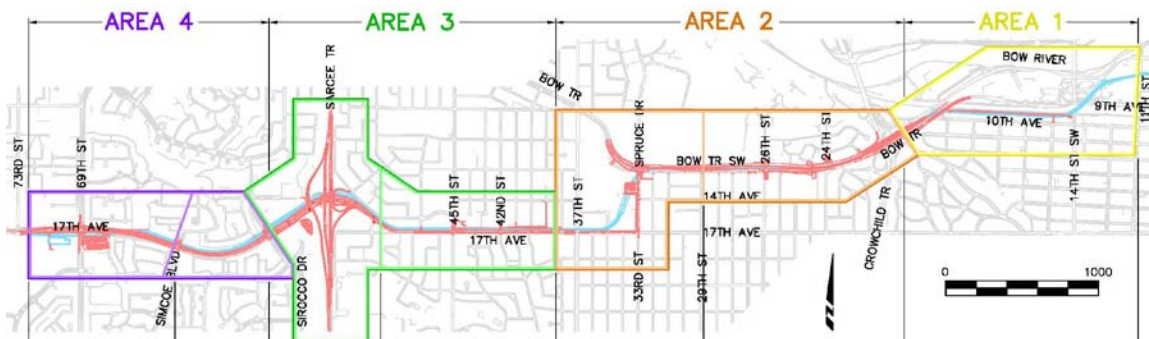 AREA 4
AREA 3
AREA 2
AREA 1
73RD ST
69TH ST
17TH AVE
SIMCOE BLVD
SIROCCO DR
SARCEE TR
45TH ST
42ND ST
17TH AVE
BOW TR
37TH ST
SPRUCE DR
33RD ST
BOW TR SW
14TH AVE
17TH AVE
29TH ST
26TH ST
24TH ST
BOW TR
CROWCHILD TR
BOW RIVER
10TH AVE
9TH AVE
14TH ST SW
11TH ST
0
1000